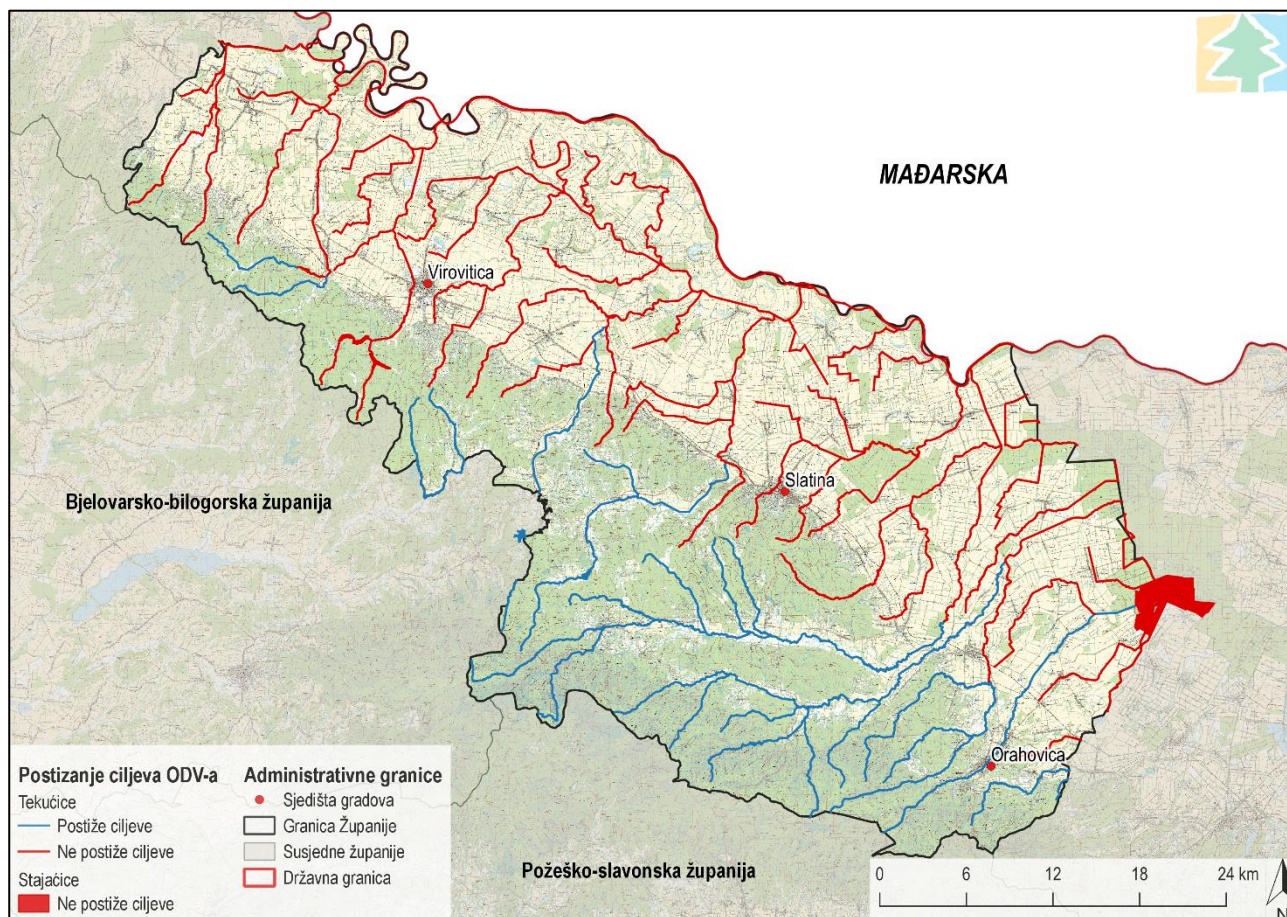 MAĐARSKA
Virovitica
Slatina
Bjelovarsko-bilogorska županija
Orahovica
Požeško-slavonska županija
Postizanje ciljeva ODV-a
Tekućice
Postiže ciljeve
Ne postiže ciljeve
Stajaćice
Ne postiže ciljeve
Administrativne granice
Sjedišta gradova
Granica Županije
Susjedne županije
Državna granica
0 6 12 18 24 km
N